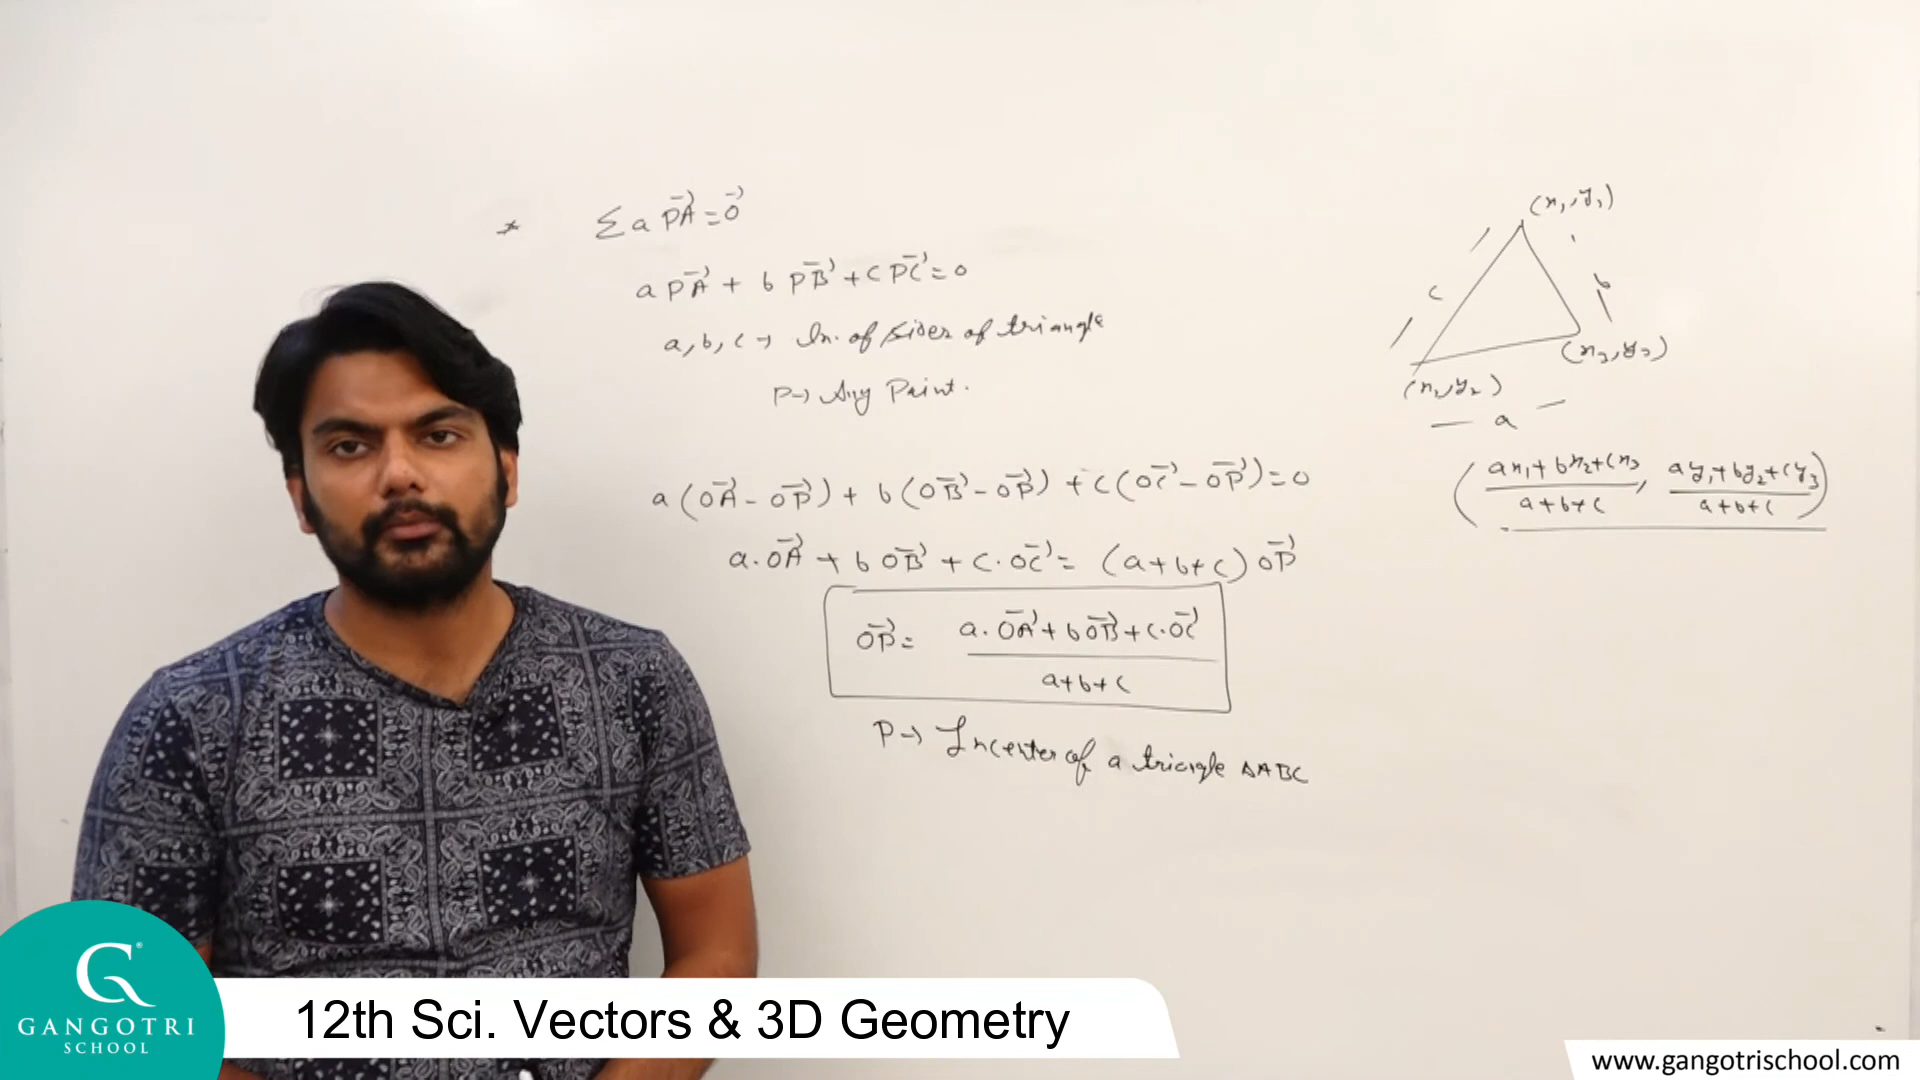 * Σ a PA⃗ = 0⃗
a PA⃗ + b PB⃗ + c PC⃗ = 0
a, b, c → ln. of sides of triangle
P → Any Point.
a (OA⃗ - OP⃗) + b (OB⃗ - OP⃗) + c (OC⃗ - OP⃗) = 0
a. OA⃗ + b OB⃗ + c. OC⃗ = (a+b+c) OP⃗
OP⃗ = a. OA⃗ + b OB⃗ + c. OC⃗
a+b+c
P → Incenter of a triangle ΔABC
(x₁, y₁)
c
b
(x₃, y₃)
(x₂, y₂)
a
(ax₁+bx₂+cx₃ / a+b+c, ay₁+by₂+cy₃ / a+b+c)
G®
GANGOTRI
SCHOOL
12th Sci. Vectors & 3D Geometry
www.gangotrischool.com